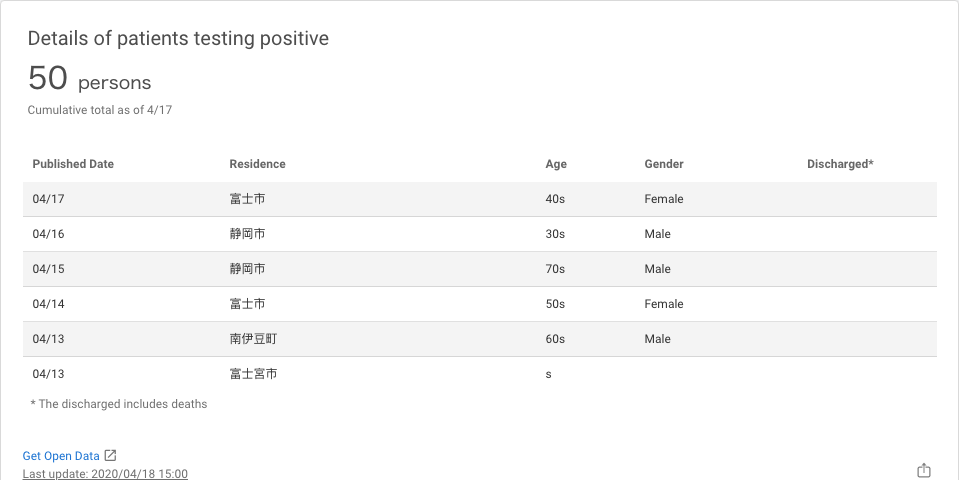 Details of patients testing positive
50 persons
Cumulative total as of 4/17
Published Date Residence Age Gender Discharged*
04/17 富士市 40s Female
04/16 静岡市 30s Male
04/15 静岡市 70s Male
04/14 富士市 50s Female
04/13 南伊豆町 60s Male
04/13 富士宮市 s
* The discharged includes deaths
Get Open Data
Last update: 2020/04/18 15:00